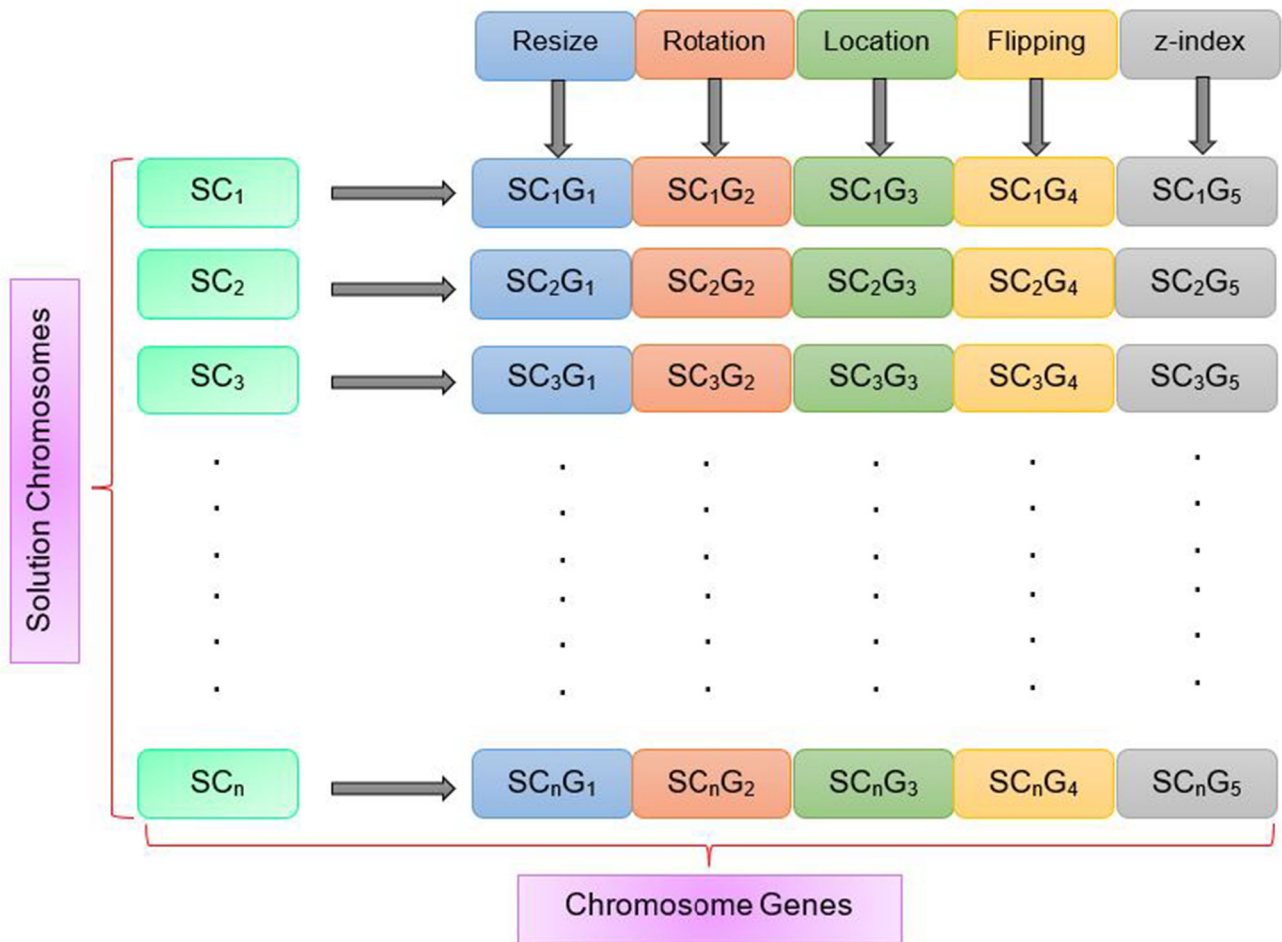 Resize Rotation Location Flipping z-index
SC₁ SC₁G₁ SC₁G₂ SC₁G₃ SC₁G₄ SC₁G₅
SC₂ SC₂G₁ SC₂G₂ SC₂G₃ SC₂G₄ SC₂G₅
SC₃ SC₃G₁ SC₃G₂ SC₃G₃ SC₃G₄ SC₃G₅
Solution Chromosomes
. . . . . .
. . . . . .
. . . . . .
. . . . . .
. . . . . .
. . . . . .
SCₙ SCₙG₁ SCₙG₂ SCₙG₃ SCₙG₄ SCₙG₅
Chromosome Genes